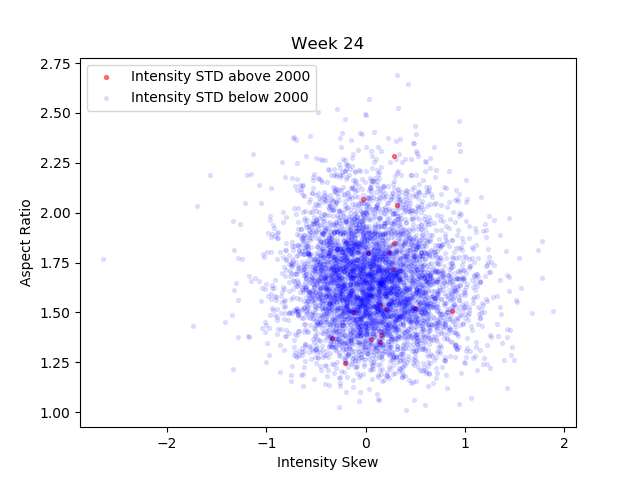 Week 24
Intensity STD above 2000
Intensity STD below 2000
Aspect Ratio
2.75
2.50
2.25
2.00
1.75
1.50
1.25
1.00
−2
−1
0
1
2
Intensity Skew